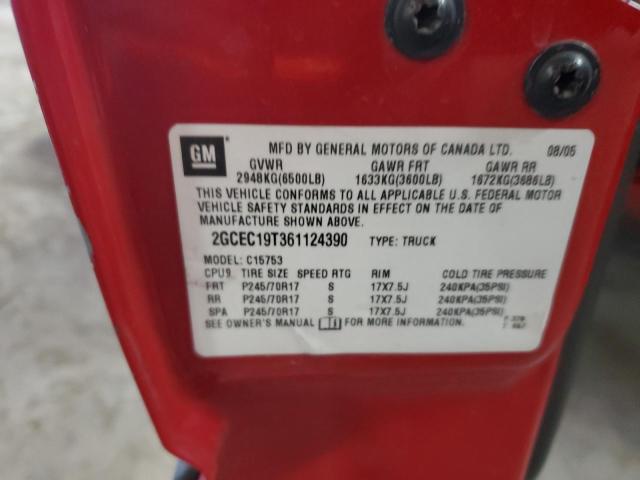 GM
MFD BY GENERAL MOTORS OF CANADA LTD. 08/05
GVWR GAWR FRT GAWR RR
2948KG(6500LB) 1633KG(3600LB) 1672KG(3686LB)
THIS VEHICLE CONFORMS TO ALL APPLICABLE U.S. FEDERAL MOTOR
VEHICLE SAFETY STANDARDS IN EFFECT ON THE DATE OF
MANUFACTURE SHOWN ABOVE.
2GCEC19T361124390 TYPE: TRUCK
MODEL: C15753
CPU9 TIRE SIZE SPEED RTG RIM COLD TIRE PRESSURE
FRT P245/70R17 S 17X7.5J 240KPA(35PSI)
RR P245/70R17 S 17X7.5J 240KPA(35PSI)
SPA P245/70R17 S 17X7.5J 240KPA(35PSI)
SEE OWNER'S MANUAL FOR MORE INFORMATION.